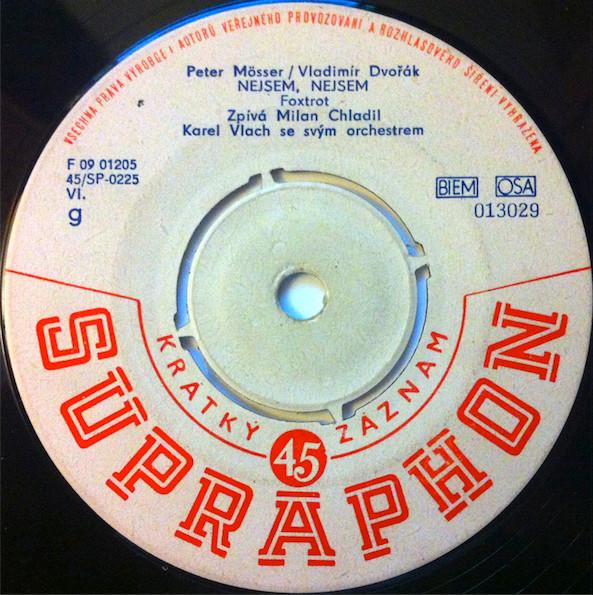 VŠECHNA PRÁVA VÝROBCE I AUTORŮ VEŘEJNÉHO PROVOZOVÁNÍ A ROZHLASOVÉHO ŠÍŘENÍ VYHRAZENA
Peter Mösser/Vladimír Dvořák
NEJSEM, NEJSEM
Foxtrot
Zpívá Milan Chladil
Karel Vlach se svým orchestrem
F 09 01205
45/SP-0225
VI.
g
BIEM OSA
013029
KRÁTKÝ 45 ZÁZNAM
SUPRAPHON